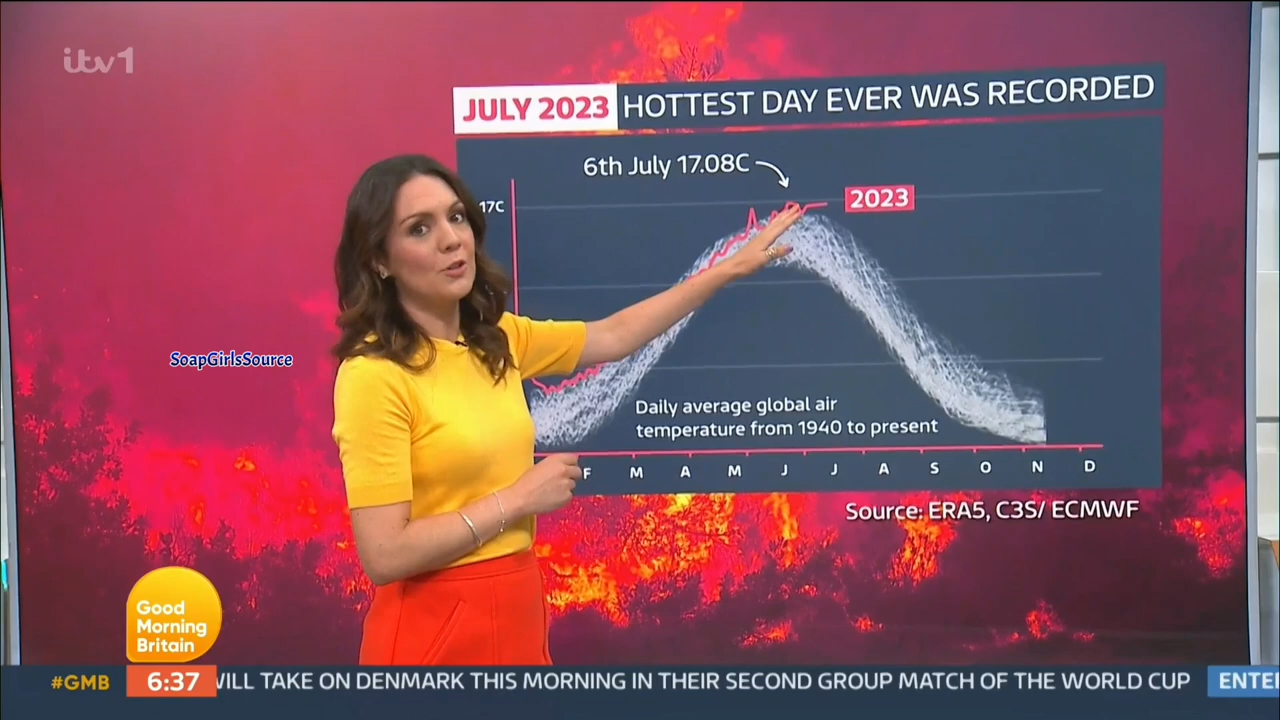 itv1
JULY 2023 HOTTEST DAY EVER WAS RECORDED
6th July 17.08C
17C
2023
SoapGirlsSource
Daily average global air
temperature from 1940 to present
F M A M J J A S O N D
Source: ERA5, C3S/ ECMWF
Good
Morning
Britain
#GMB 6:37 WILL TAKE ON DENMARK THIS MORNING IN THEIR SECOND GROUP MATCH OF THE WORLD CUP